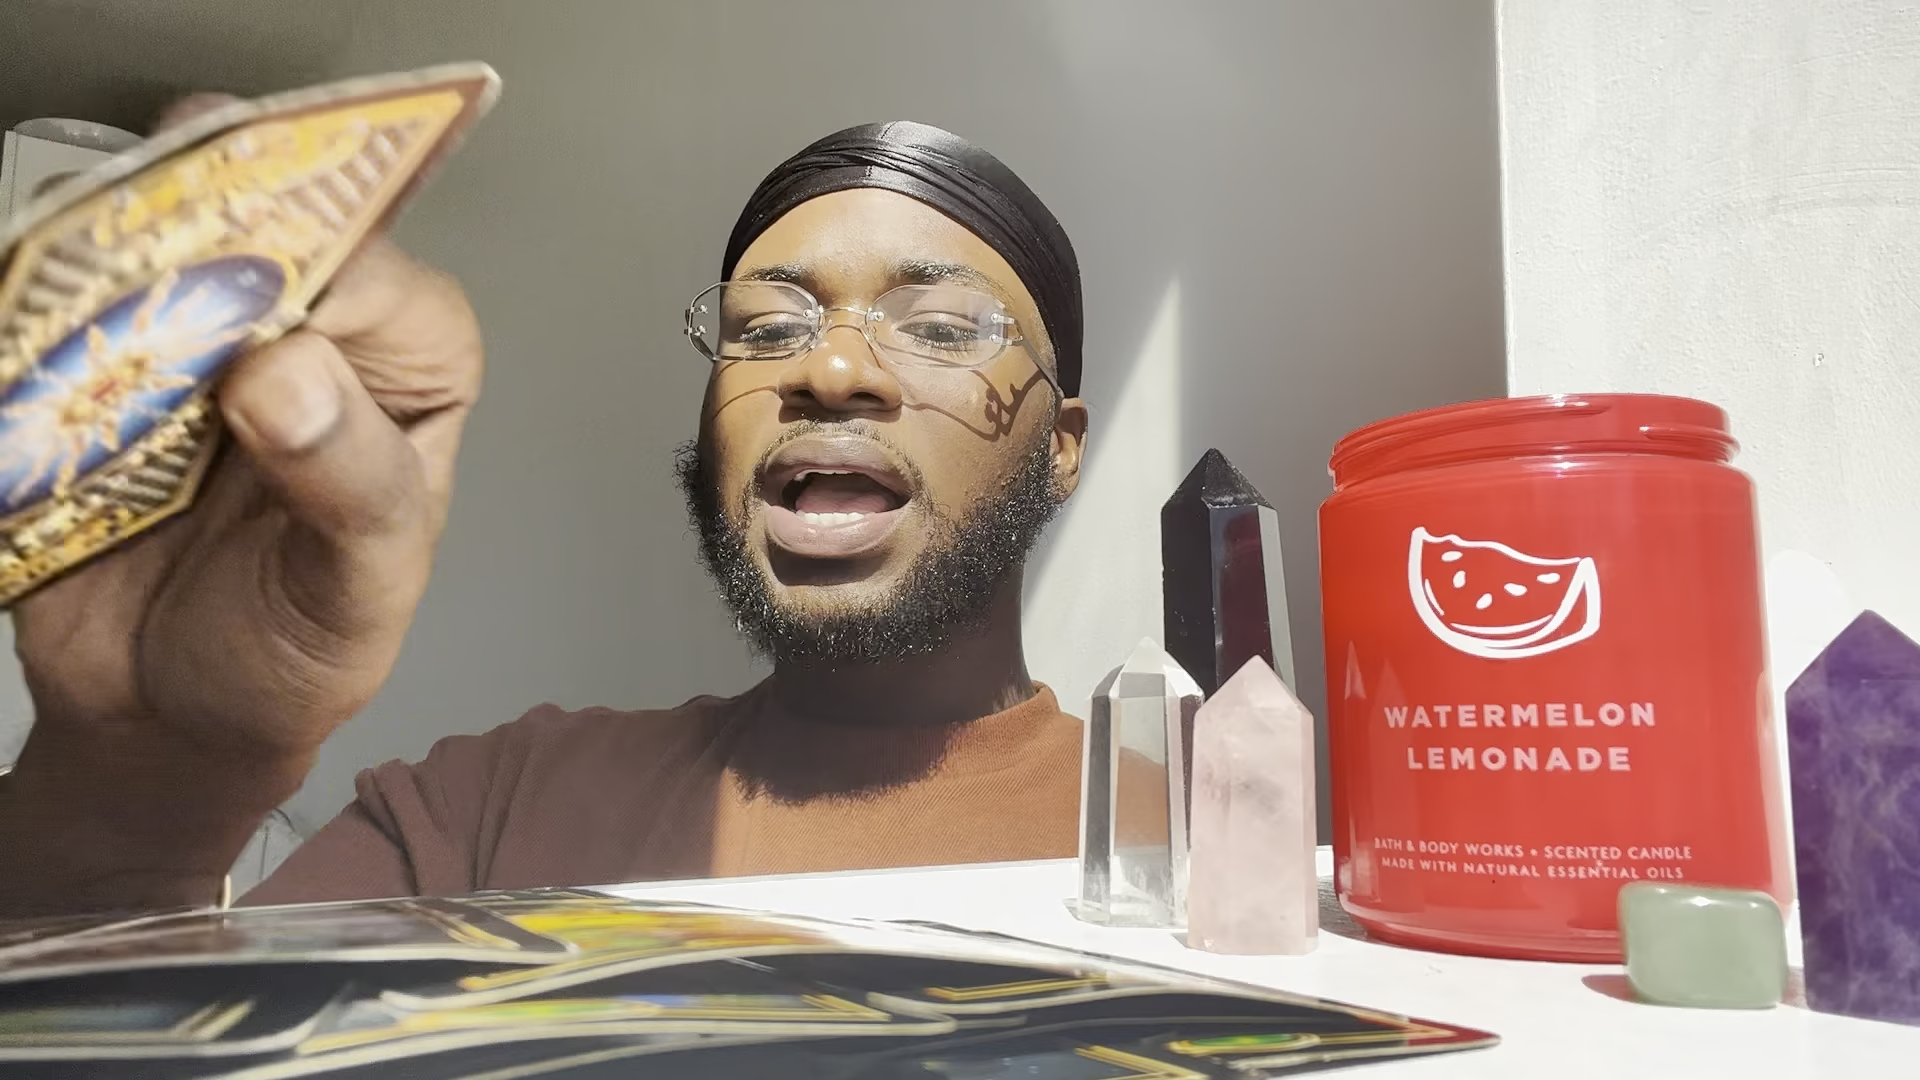 WATERMELON
LEMONADE
BATH & BODY WORKS • SCENTED CANDLE
MADE WITH NATURAL ESSENTIAL OILS